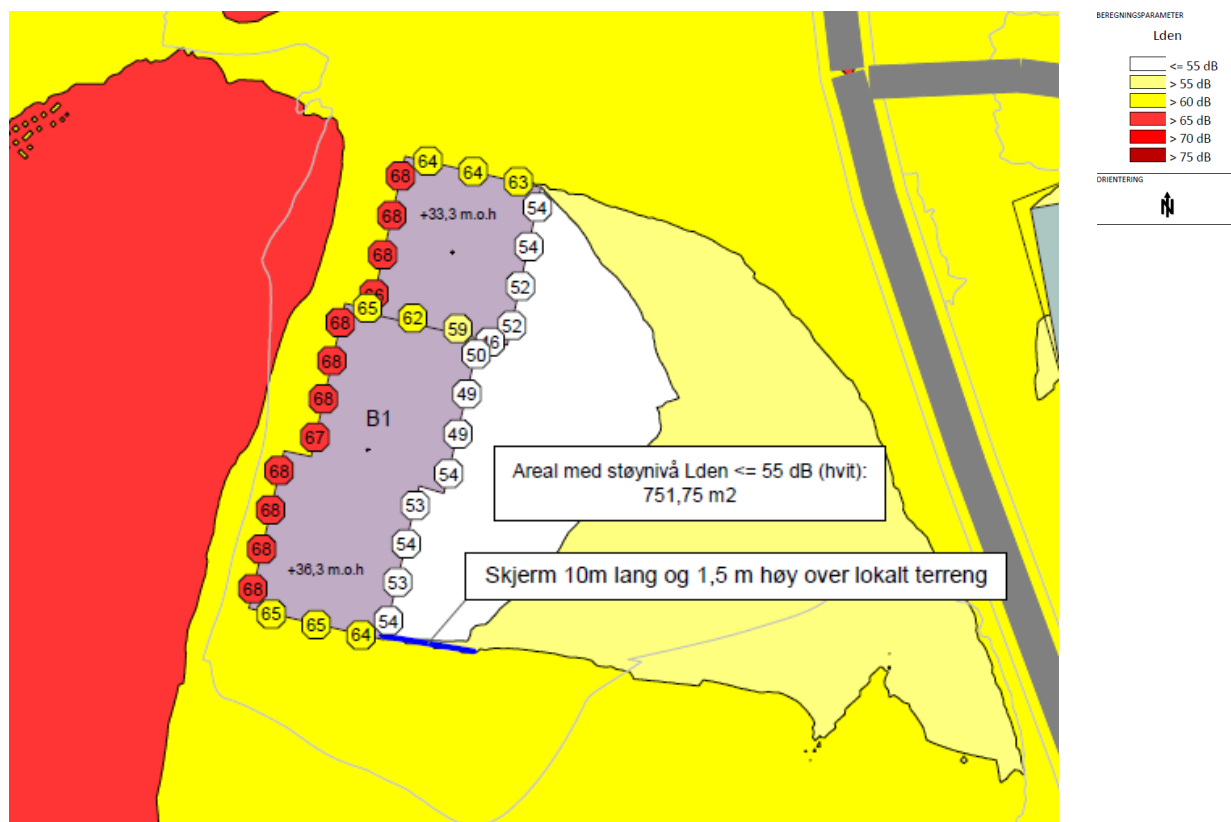 BEREGNINGSPARAMETER
Lden
<= 55 dB
> 55 dB
> 60 dB
> 65 dB
> 70 dB
> 75 dB
ORIENTERING
N
64
64
63
68
54
68
+33,3 m.o.h
54
68
52
66
65
62
59
52
46
50
68
68
49
68
B1
49
67
54
68
53
68
54
68
+36,3 m.o.h
53
68
65
65
64
54
Areal med støynivå Lden <= 55 dB (hvit):
751,75 m2
Skjerm 10m lang og 1,5 m høy over lokalt terreng